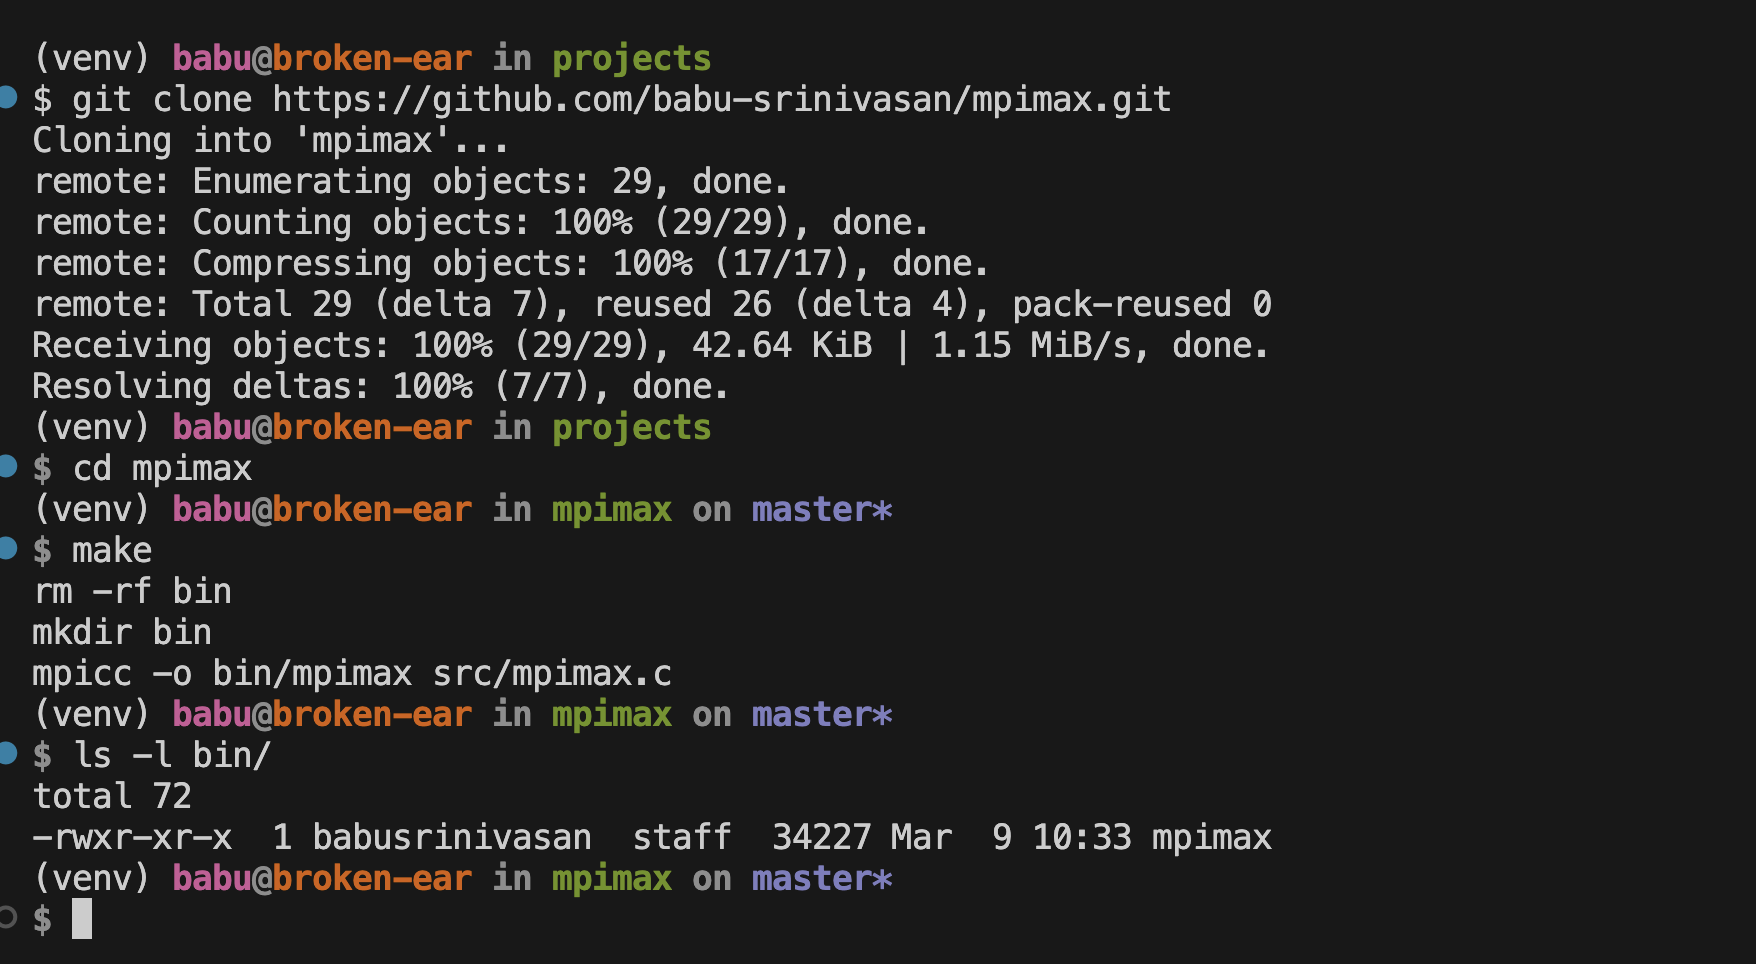 (venv) babu@broken-ear in projects
$ git clone https://github.com/babu-srinivasan/mpimax.git
Cloning into 'mpimax'...
remote: Enumerating objects: 29, done.
remote: Counting objects: 100% (29/29), done.
remote: Compressing objects: 100% (17/17), done.
remote: Total 29 (delta 7), reused 26 (delta 4), pack-reused 0
Receiving objects: 100% (29/29), 42.64 KiB | 1.15 MiB/s, done.
Resolving deltas: 100% (7/7), done.
(venv) babu@broken-ear in projects
$ cd mpimax
(venv) babu@broken-ear in mpimax on master*
$ make
rm -rf bin
mkdir bin
mpicc -o bin/mpimax src/mpimax.c
(venv) babu@broken-ear in mpimax on master*
$ ls -l bin/
total 72
-rwxr-xr-x  1 babusrinivasan  staff  34227 Mar  9 10:33 mpimax
(venv) babu@broken-ear in mpimax on master*
$